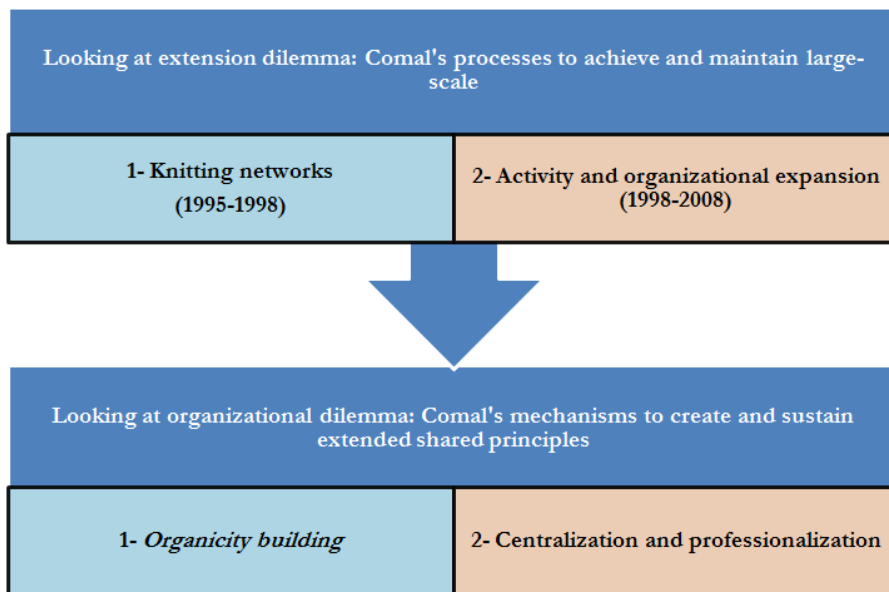 Looking at extension dilemma: Comal's processes to achieve and maintain large-
scale
1- Knitting networks
(1995-1998)
2- Activity and organizational expansion
(1998-2008)
Looking at organizational dilemma: Comal's mechanisms to create and sustain
extended shared principles
1- Organicity building
2- Centralization and professionalization